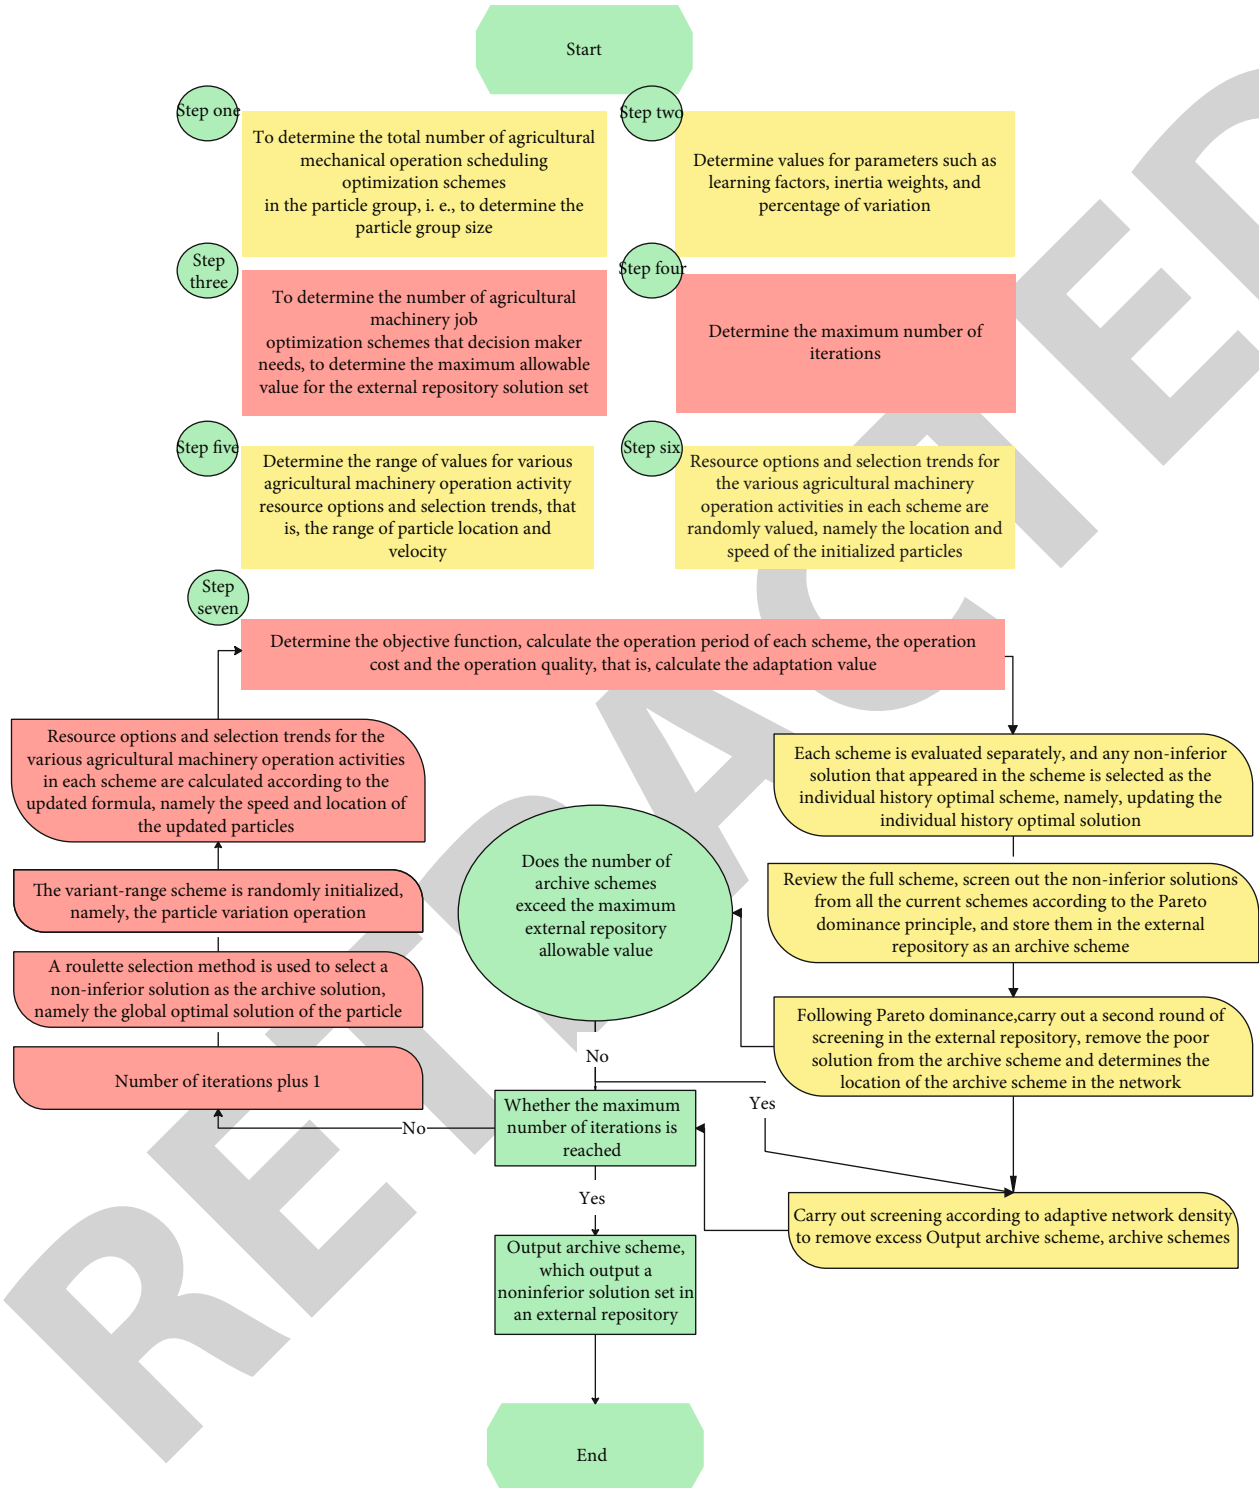 Start
Step one
To determine the total number of agricultural
mechanical operation scheduling
optimization schemes
in the particle group, i. e., to determine the
particle group size
Step two
Determine values for parameters such as
learning factors, inertia weights, and
percentage of variation
Step
three
To determine the number of agricultural
machinery job
optimization schemes that decision maker
needs, to determine the maximum allowable
value for the external repository solution set
Step four
Determine the maximum number of
iterations
Step five
Determine the range of values for various
agricultural machinery operation activity
resource options and selection trends, that
is, the range of particle location and
velocity
Step six
Resource options and selection trends for
the various agricultural machinery
operation activities in each scheme are
randomly valued, namely the location and
speed of the initialized particles
Step
seven
Determine the objective function, calculate the operation period of each scheme, the operation
cost and the operation quality, that is, calculate the adaptation value
Each scheme is evaluated separately, and any non-inferior
solution that appeared in the scheme is selected as the
individual history optimal scheme, namely, updating the
individual history optimal solution
Review the full scheme, screen out the non-inferior solutions
from all the current schemes according to the Pareto
dominance principle, and store them in the external
repository as an archive scheme
Following Pareto dominance,carry out a second round of
screening in the external repository, remove the poor
solution from the archive scheme and determines the
location of the archive scheme in the network
Does the number of
archive schemes
exceed the maximum
external repository
allowable value
No
Yes
Carry out screening according to adaptive network density
to remove excess Output archive scheme, archive schemes
Whether the maximum
number of iterations is
reached
No
Number of iterations plus 1
A roulette selection method is used to select a
non-inferior solution as the archive solution,
namely the global optimal solution of the particle
The variant-range scheme is randomly initialized,
namely, the particle variation operation
Resource options and selection trends for the
various agricultural machinery operation activities
in each scheme are calculated according to the
updated formula, namely the speed and location of
the updated particles
Yes
Output archive scheme,
which output a
noninferior solution set in
an external repository
End
RETRACTED